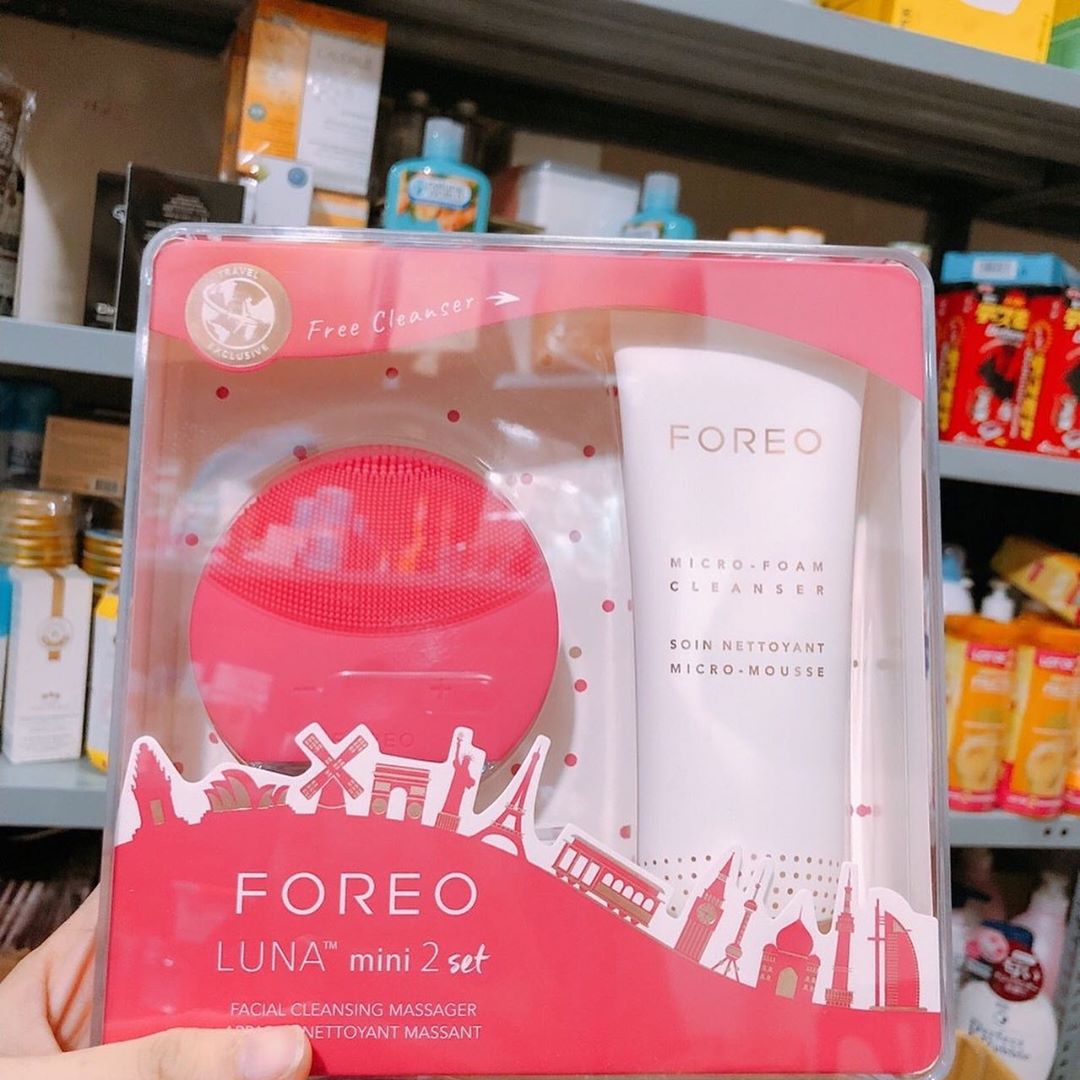 TRAVEL
EXCLUSIVE
Free Cleanser
FOREO
MICRO-FOAM
CLEANSER
SOIN NETTOYANT
MICRO-MOUSSE
FOREO
LUNA™ mini 2 set
FACIAL CLEANSING MASSAGER
NETTOYANT MASSANT